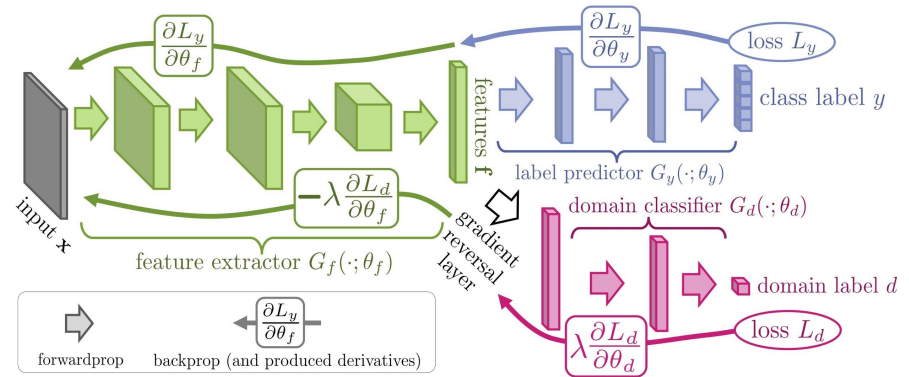 ∂L_y/∂θ_f
∂L_y/∂θ_y
loss L_y
input x
features f
class label y
label predictor G_y(·;θ_y)
−λ ∂L_d/∂θ_f
feature extractor G_f(·;θ_f)
gradient
reversal
layer
domain classifier G_d(·;θ_d)
domain label d
λ ∂L_d/∂θ_d
loss L_d
forwardprop
∂L_y/∂θ_f
backprop (and produced derivatives)